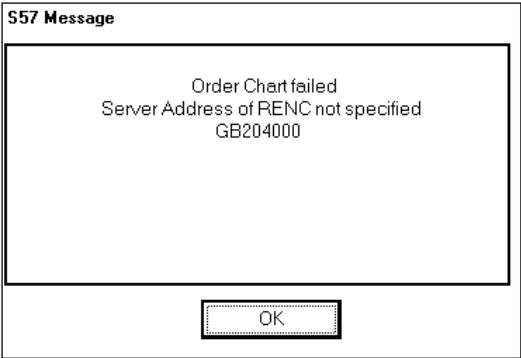 S57 Message
Order Chart failed
Server Address of RENC not specified
GB204000
OK